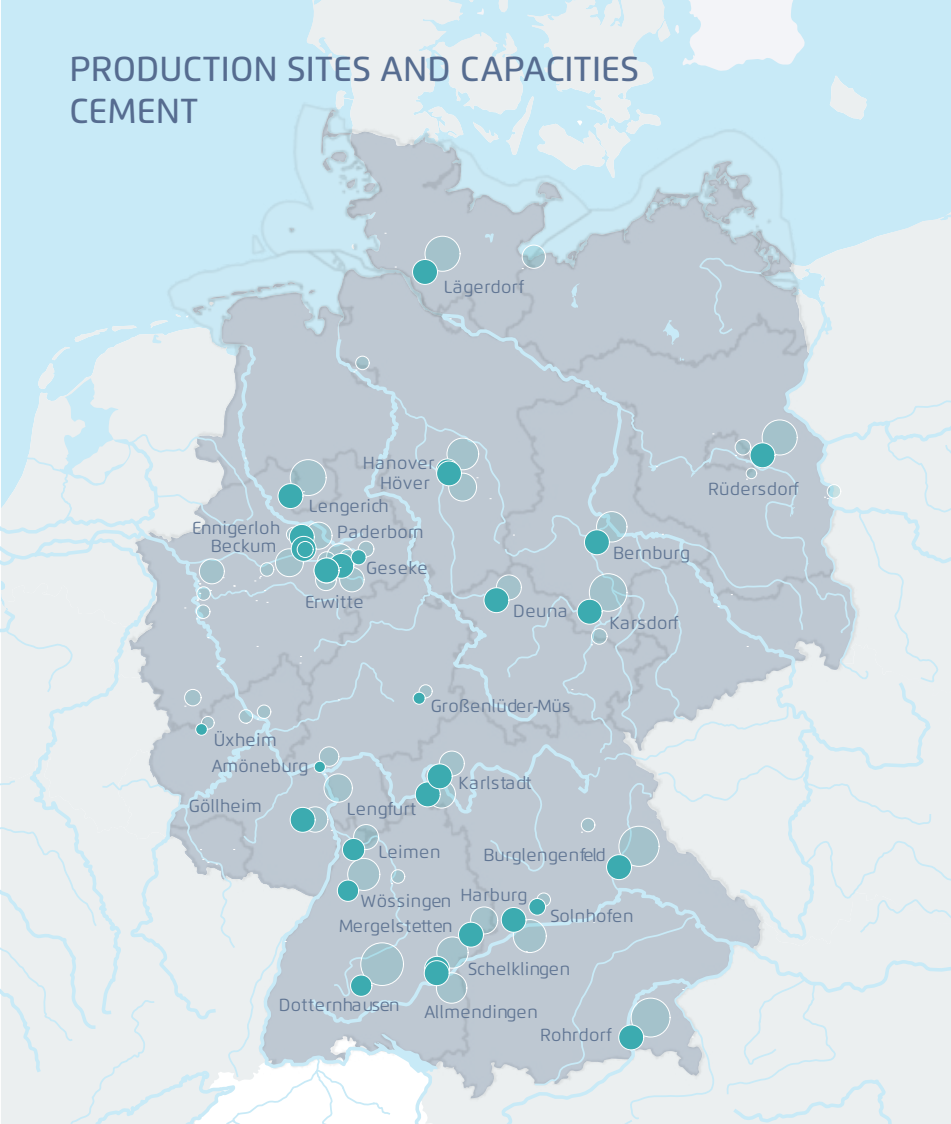 PRODUCTION SITES AND CAPACITIES
CEMENT
Lägerdorf
Hanover
Höver
Rüdersdorf
Lengerich
Ennigerloh
Paderborn
Beckum
Bernburg
Geseke
Erwitte
Deuna
Karsdorf
Großenlüder-Müs
Üxheim
Amöneburg
Karlstadt
Göllheim
Lengfurt
Leimen
Burglengenfeld
Wössingen
Harburg
Solnhofen
Mergelstetten
Schelklingen
Dotternhausen
Allmendingen
Rohrdorf